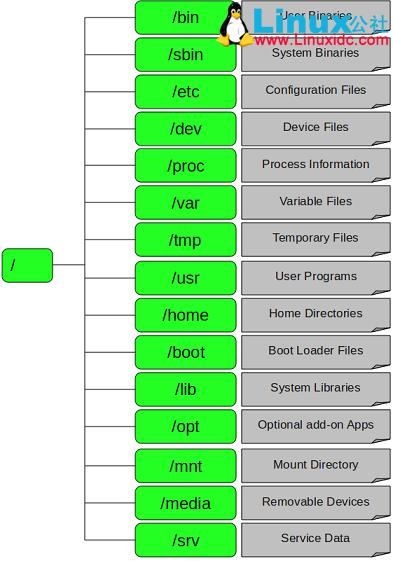 /bin
User Binaries
Linux公社
www.Linuxidc.com
/sbin
System Binaries
/etc
Configuration Files
/dev
Device Files
/proc
Process Information
/var
Variable Files
/tmp
Temporary Files
/
/usr
User Programs
/home
Home Directories
/boot
Boot Loader Files
/lib
System Libraries
/opt
Optional add-on Apps
/mnt
Mount Directory
/media
Removable Devices
/srv
Service Data